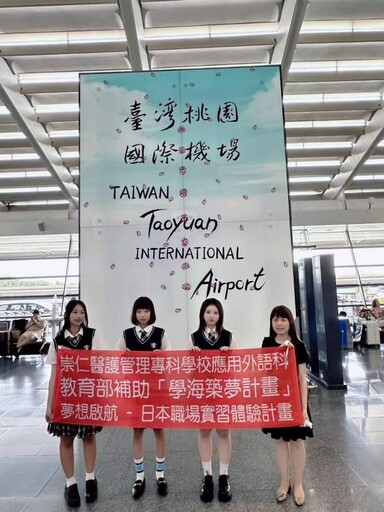 臺灣桃園
國際機場
TAIWAN
Taoyuan
INTERNATIONAL
Airport
崇仁醫護管理專科學校應用外語科
教育部補助「學海築夢計畫」
夢想啟航 - 日本職場實習體驗計畫